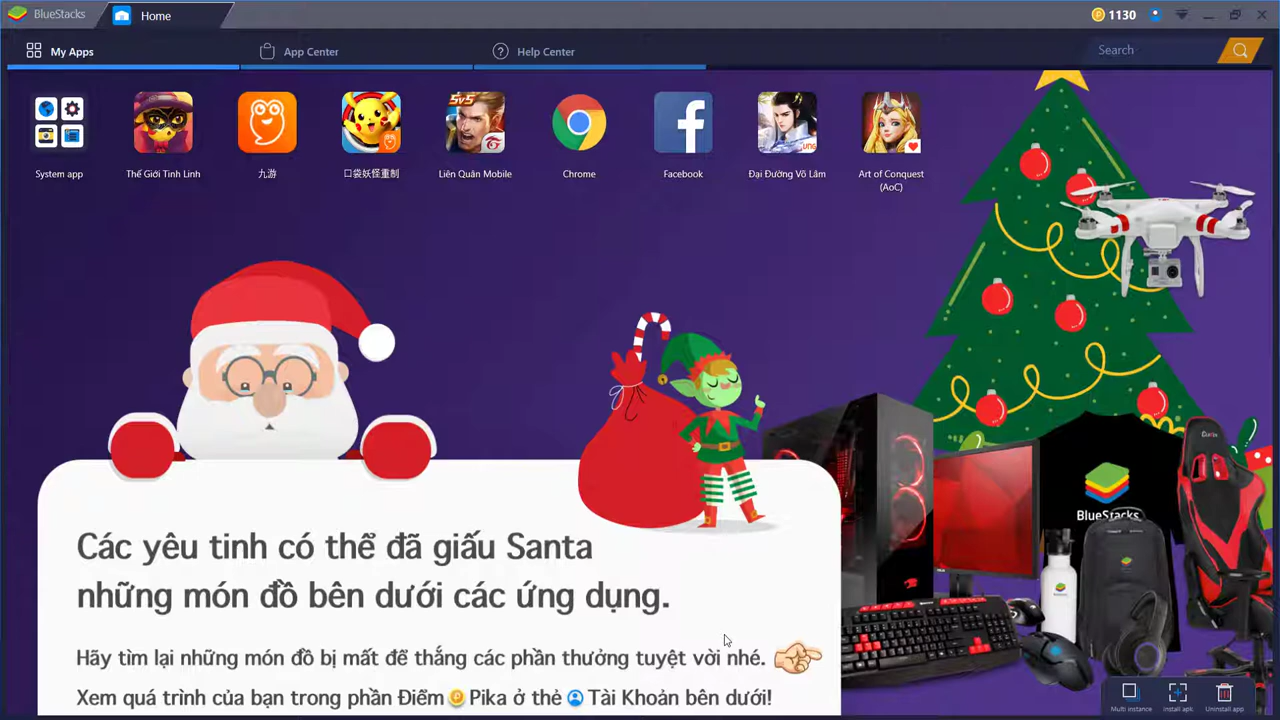 BlueStacks
Home
1130
My Apps
App Center
Help Center
Search
5v5
System app
Thế Giới Tinh Linh
九游
口袋妖怪重制
Liên Quân Mobile
Chrome
Facebook
Đại Đường Võ Lâm
Art of Conquest
(AoC)
BlueStacks
Các yêu tinh có thể đã giấu Santa
những món đồ bên dưới các ứng dụng.
Hãy tìm lại những món đồ bị mất để thắng các phần thưởng tuyệt vời nhé.
Xem quá trình của bạn trong phần Điểm Pika ở thẻ Tài Khoản bên dưới!
Multi instance
Install apk
Uninstall app